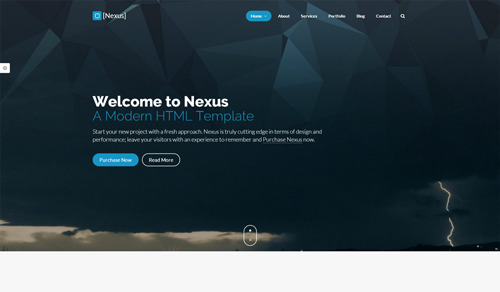 [Nexus]
Home
About
Services
Portfolio
Blog
Contact
Welcome to Nexus
A Modern HTML Template
Start your new project with a fresh approach. Nexus is truly cutting edge in terms of design and
performance; leave your visitors with an experience to remember and Purchase Nexus now.
Purchase Now
Read More